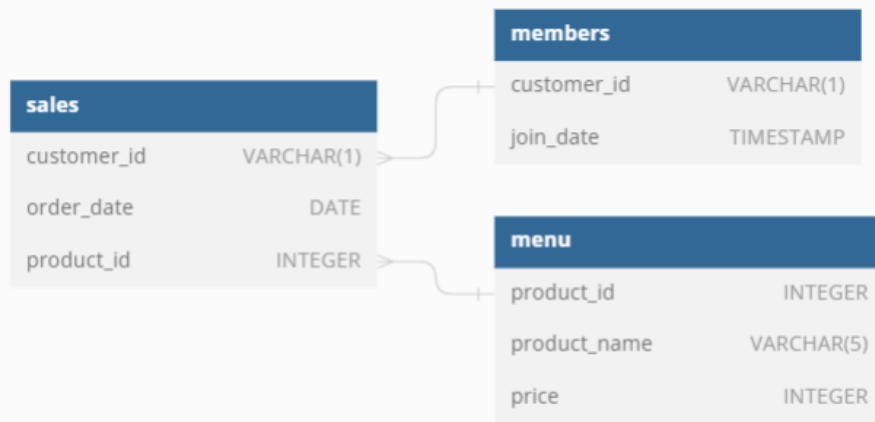 sales
customer_id VARCHAR(1)
order_date DATE
product_id INTEGER
members
customer_id VARCHAR(1)
join_date TIMESTAMP
menu
product_id INTEGER
product_name VARCHAR(5)
price INTEGER